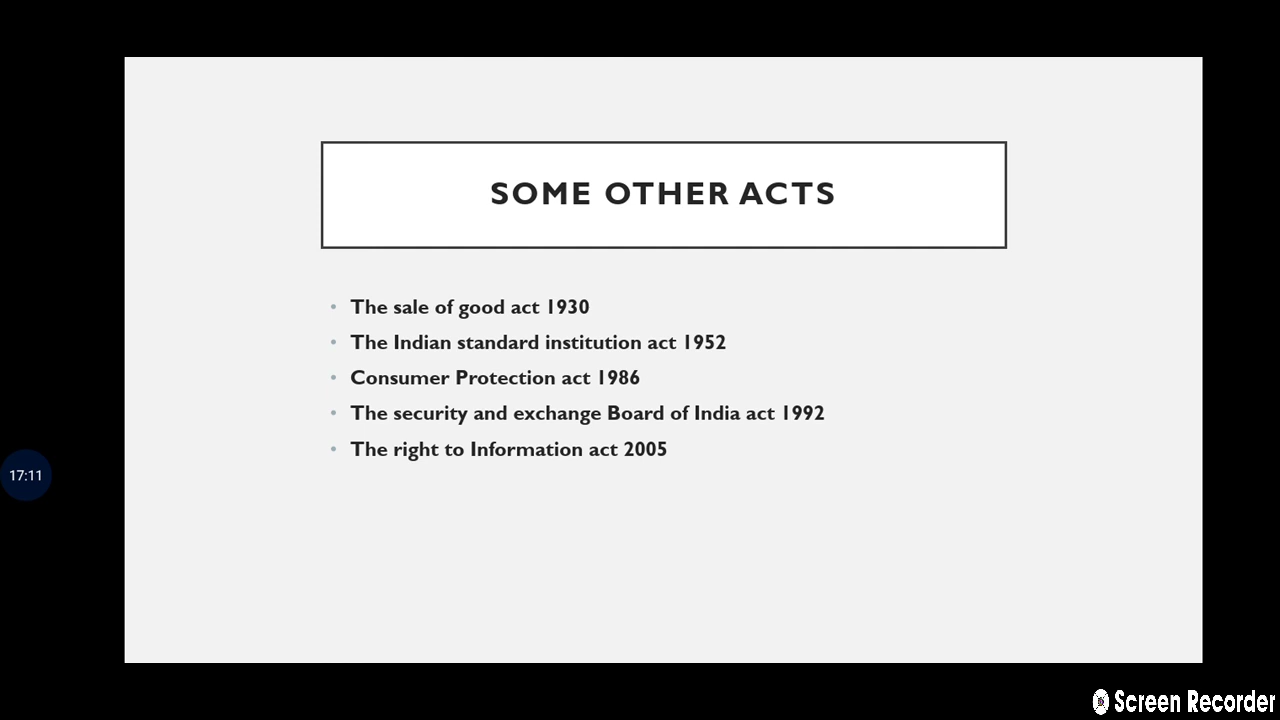 SOME OTHER ACTS
• The sale of good act 1930
• The Indian standard institution act 1952
• Consumer Protection act 1986
• The security and exchange Board of India act 1992
• The right to Information act 2005
17:11
Screen Recorder